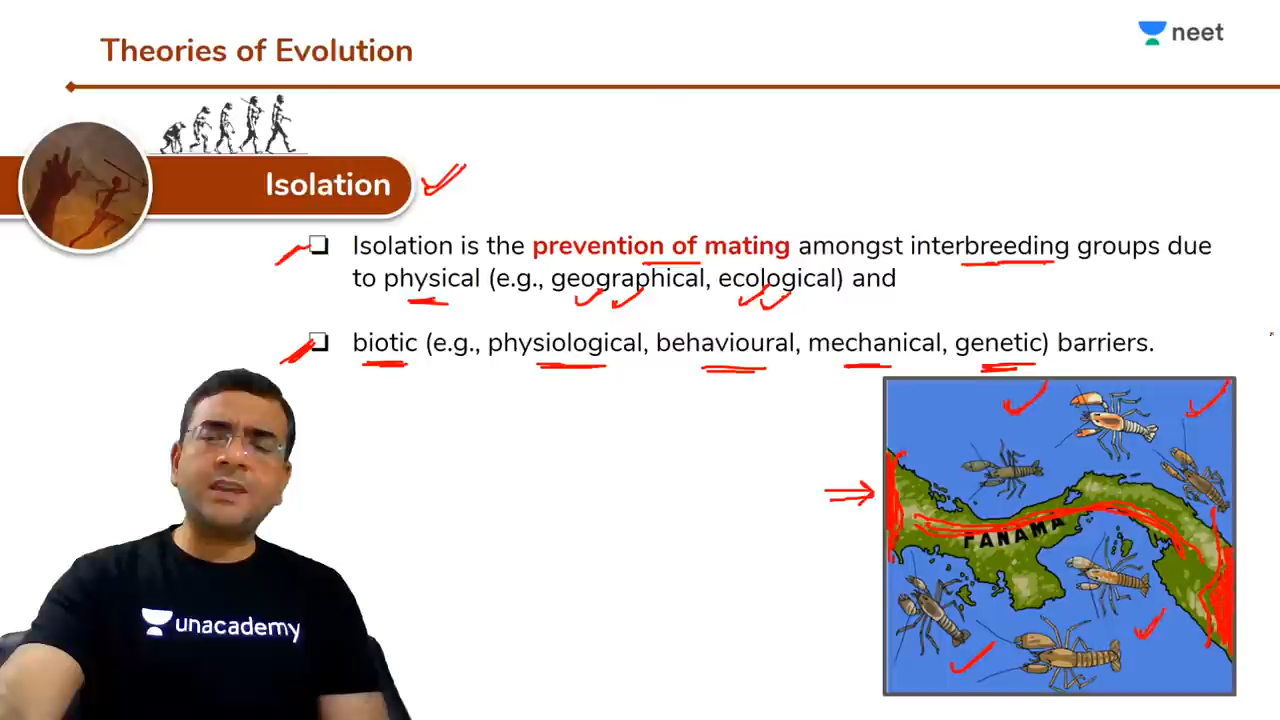 Theories of Evolution
neet
Isolation
❑ Isolation is the prevention of mating amongst interbreeding groups due
to physical (e.g., geographical, ecological) and
❑ biotic (e.g., physiological, behavioural, mechanical, genetic) barriers.
PANAMA
unacademy